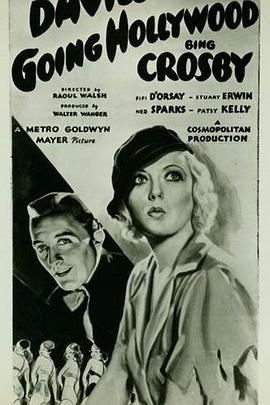 DAVIES
GOING HOLLYWOOD
BING
CROSBY
FIFI D'ORSAY - STUART ERWIN
NED SPARKS - PATSY KELLY
DIRECTED BY
RAOUL WALSH
PRODUCED BY
WALTER WANGER
A METRO GOLDWYN
MAYER Picture
A
COSMOPOLITAN
PRODUCTION